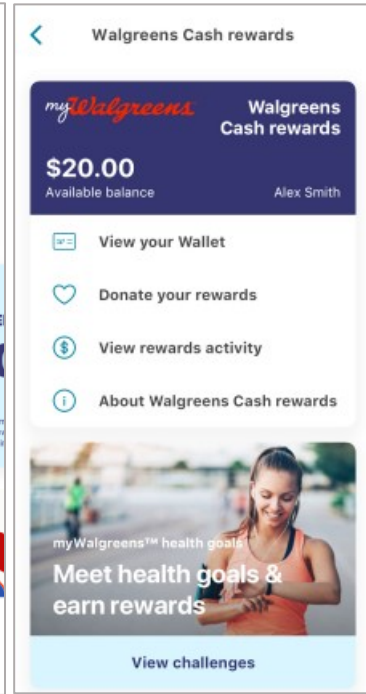 Walgreens Cash rewards
myWalgreens
Walgreens
Cash rewards
$20.00
Available balance
Alex Smith
View your Wallet
Donate your rewards
View rewards activity
About Walgreens Cash rewards
myWalgreens™ health goals
Meet health goals &
earn rewards
View challenges